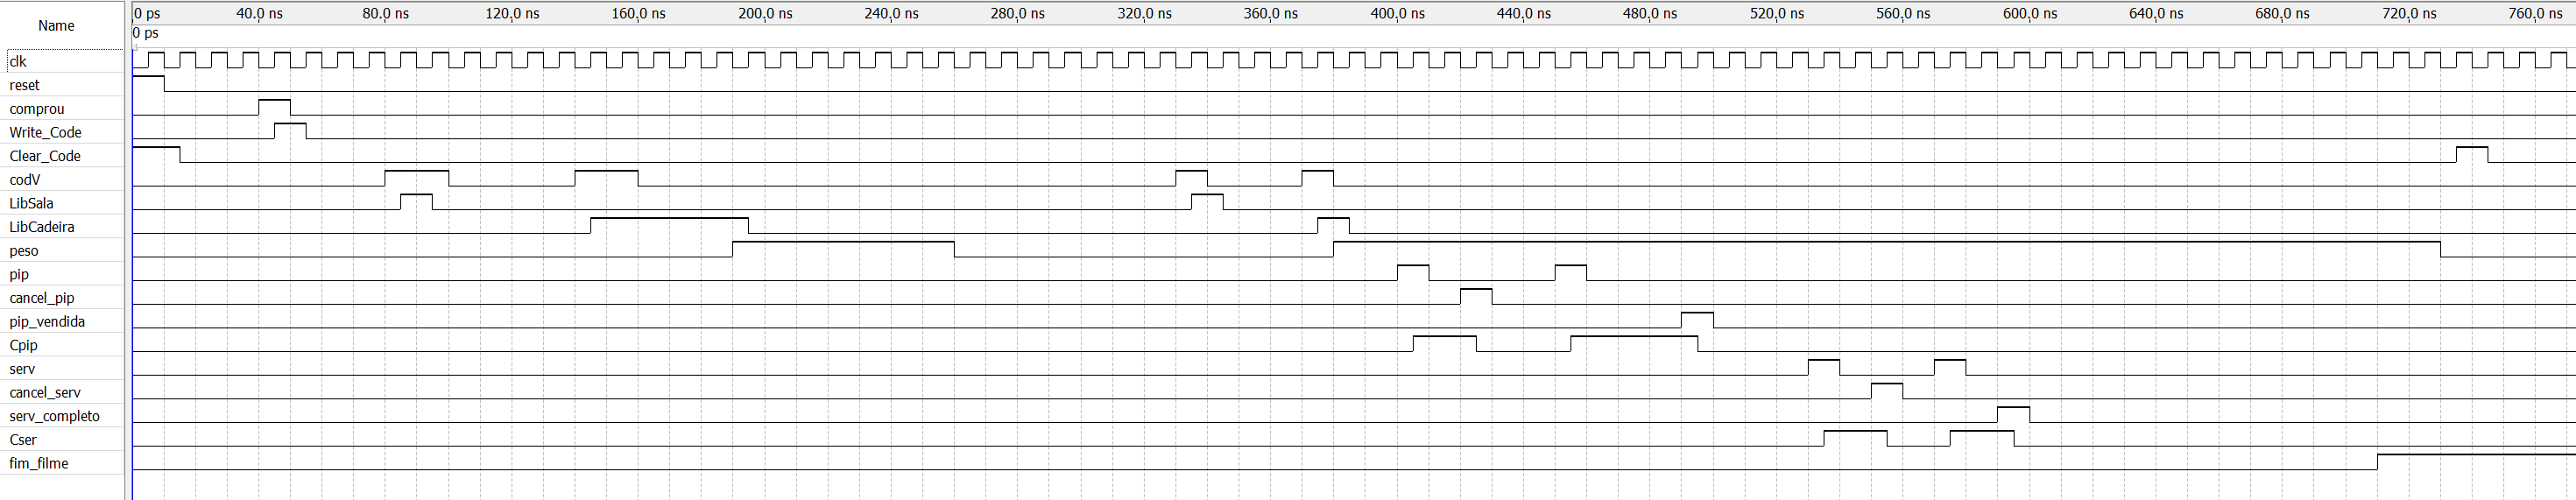 Name
0 ps 40.0 ns 80.0 ns 120.0 ns 160.0 ns 200.0 ns 240.0 ns 280.0 ns 320.0 ns 360.0 ns 400.0 ns 440.0 ns 480.0 ns 520.0 ns 560.0 ns 600.0 ns 640.0 ns 680.0 ns 720.0 ns 760.0 ns
0 ps
clk
reset
comprou
Write_Code
Clear_Code
codV
LibSala
LibCadeira
peso
pip
cancel_pip
pip_vendida
Cpip
serv
cancel_serv
serv_completo
Cser
fim_filme